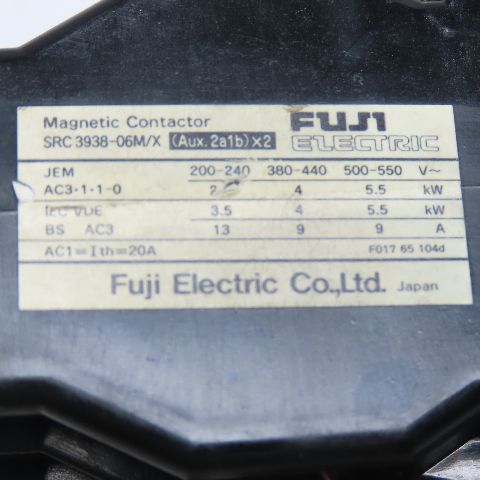 Magnetic Contactor
FUJI ELECTRIC
SRC 3938-06M/X (Aux. 2a1b)×2
JEM 200-240 380-440 500-550 V~
AC3·1·1-0 4 5.5 kW
IEC VDE 3.5 4 5.5 kW
BS AC3 13 9 9 A
AC1=Ith=20A F017 65 104d
Fuji Electric Co.,Ltd. Japan